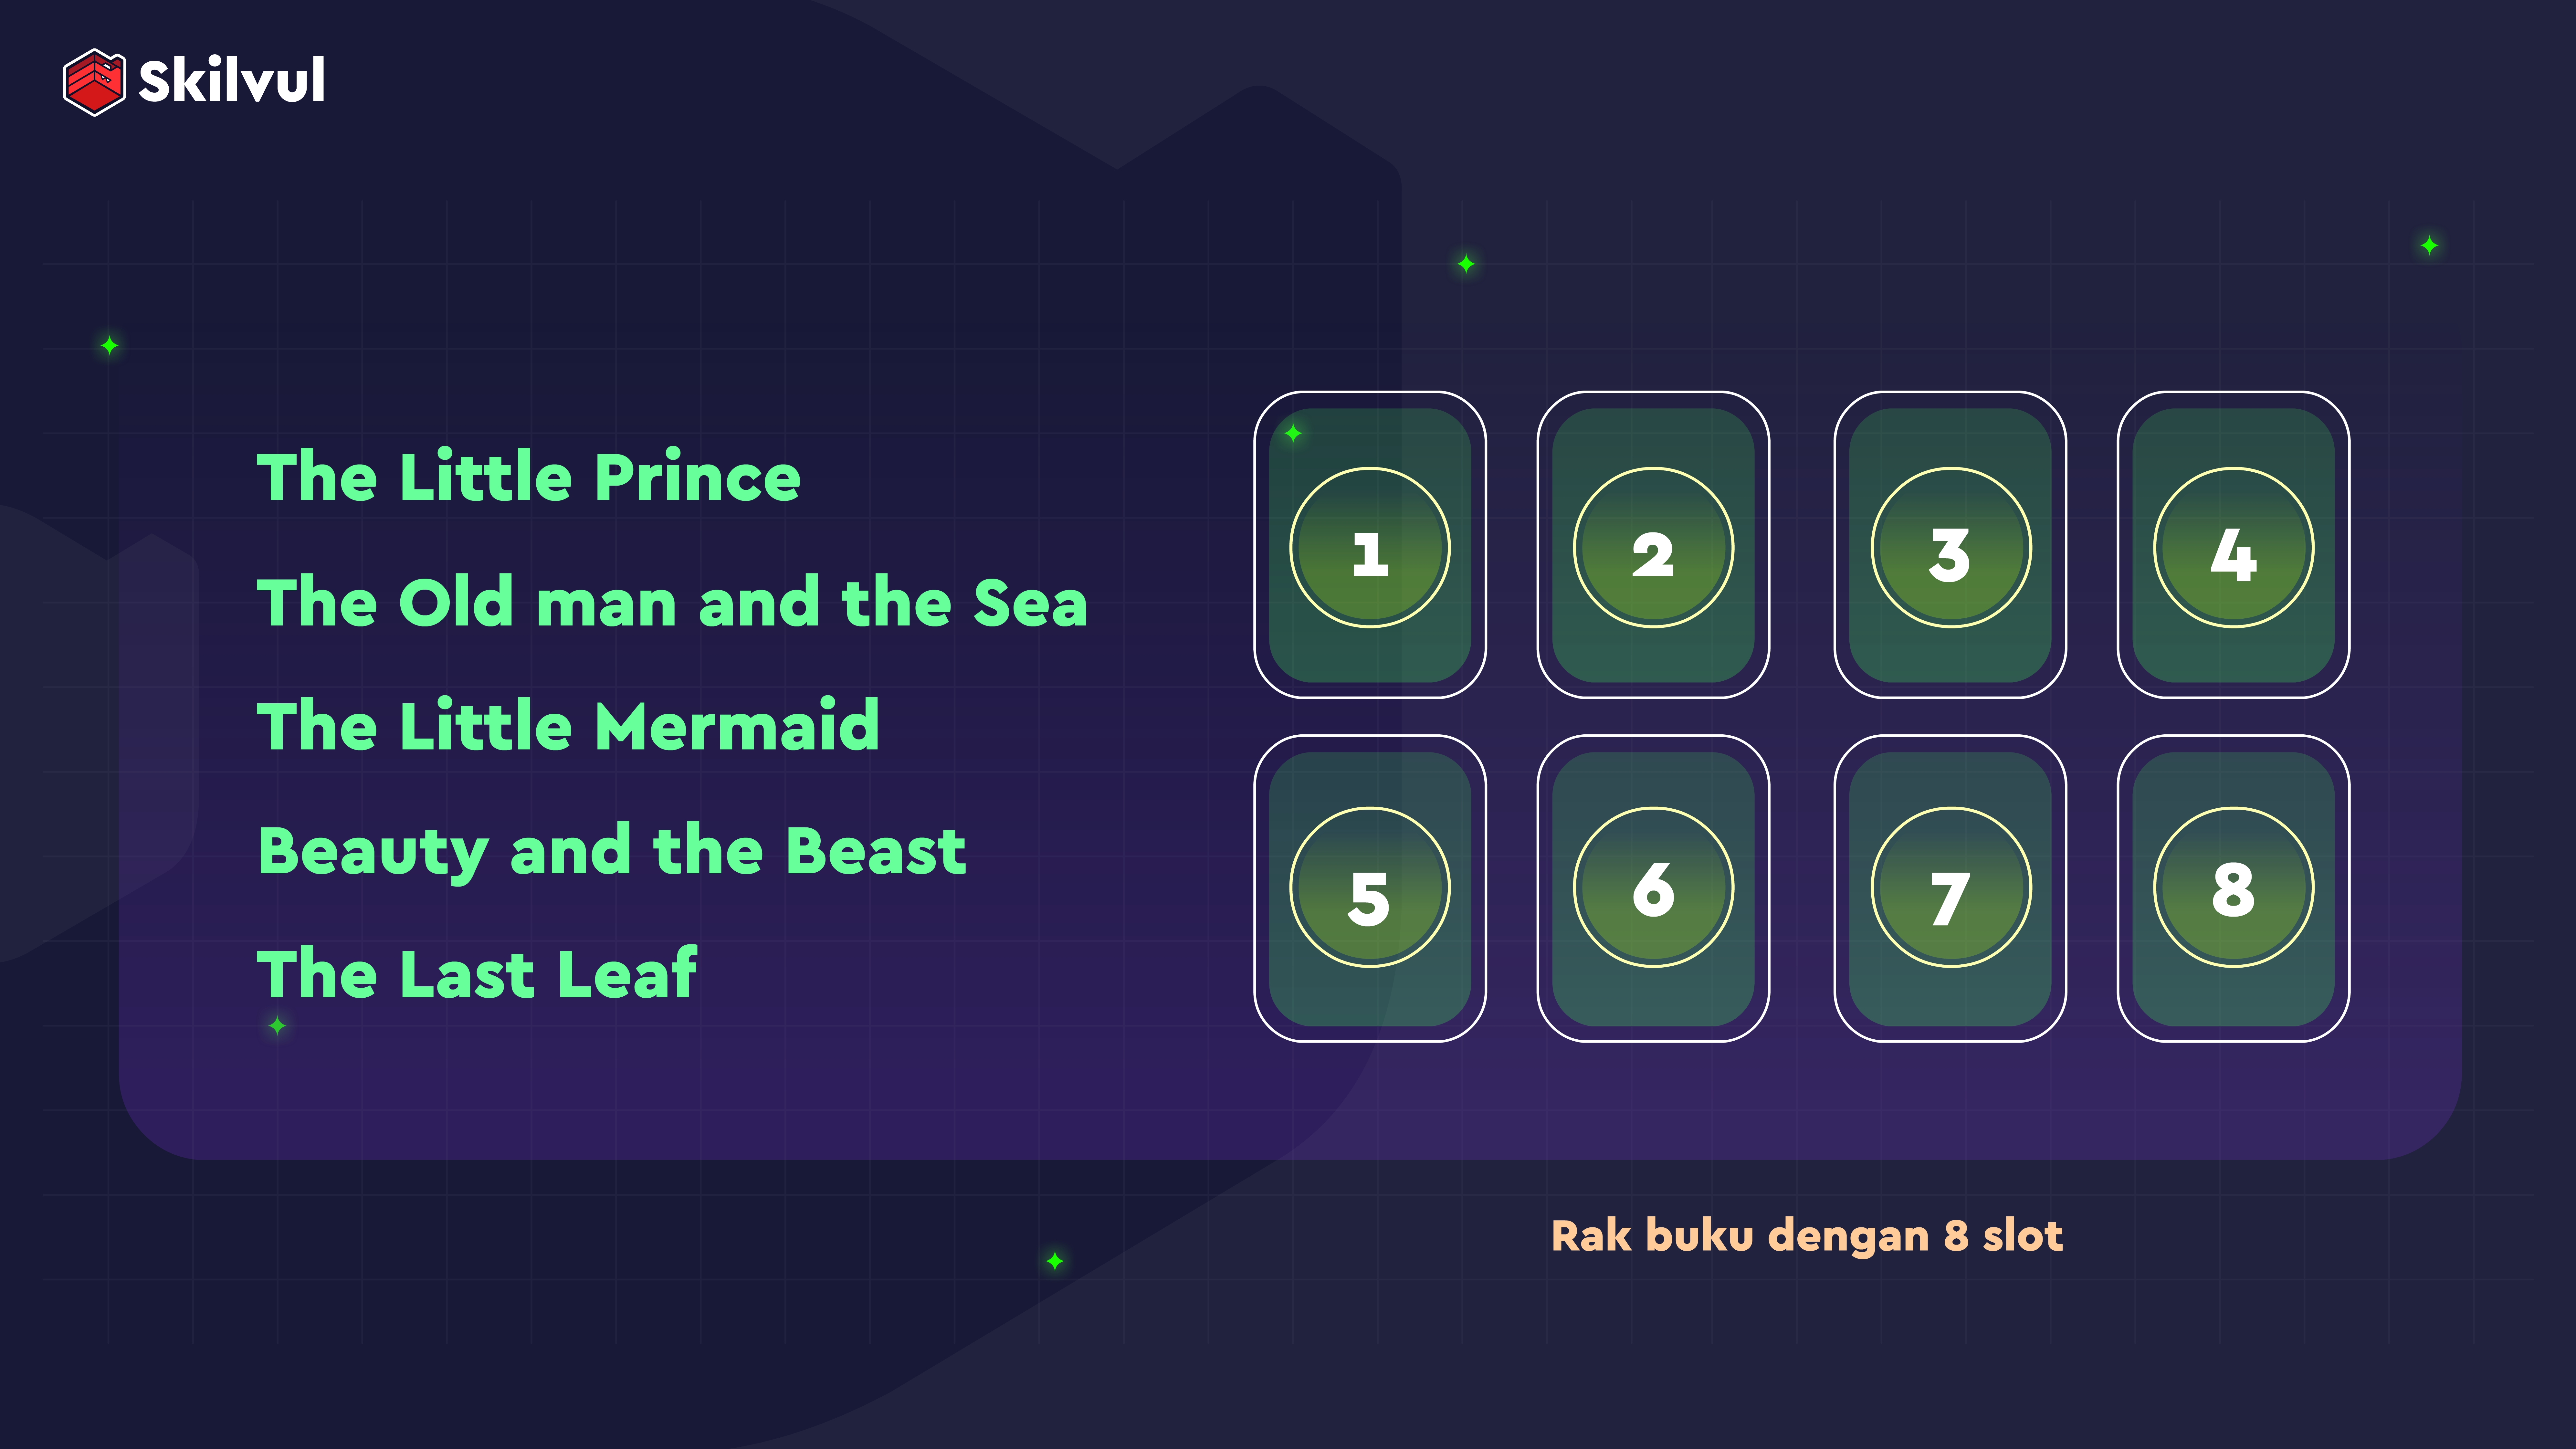 Skilvul
The Little Prince
The Old man and the Sea
The Little Mermaid
Beauty and the Beast
The Last Leaf
1 2 3 4
5 6 7 8
Rak buku dengan 8 slot